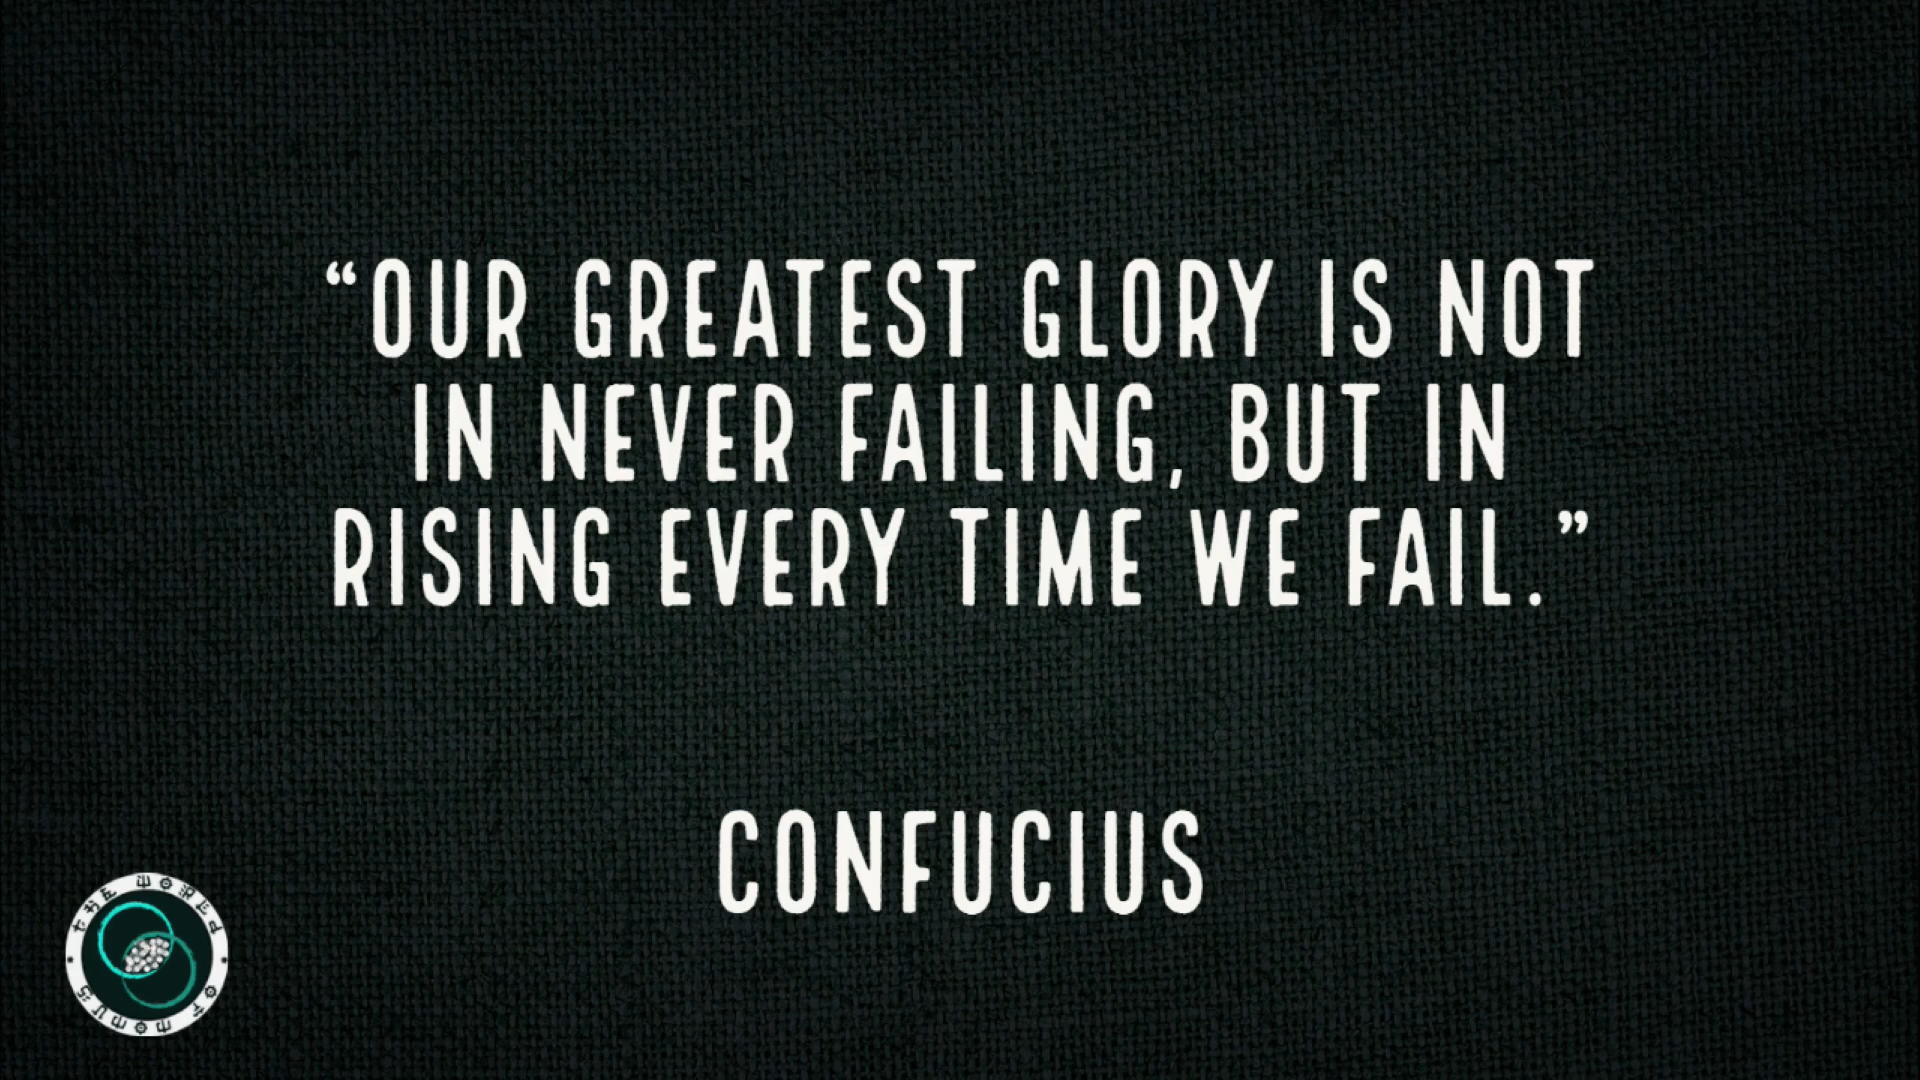 “OUR GREATEST GLORY IS NOT
IN NEVER FAILING, BUT IN
RISING EVERY TIME WE FAIL.”
CONFUCIUS